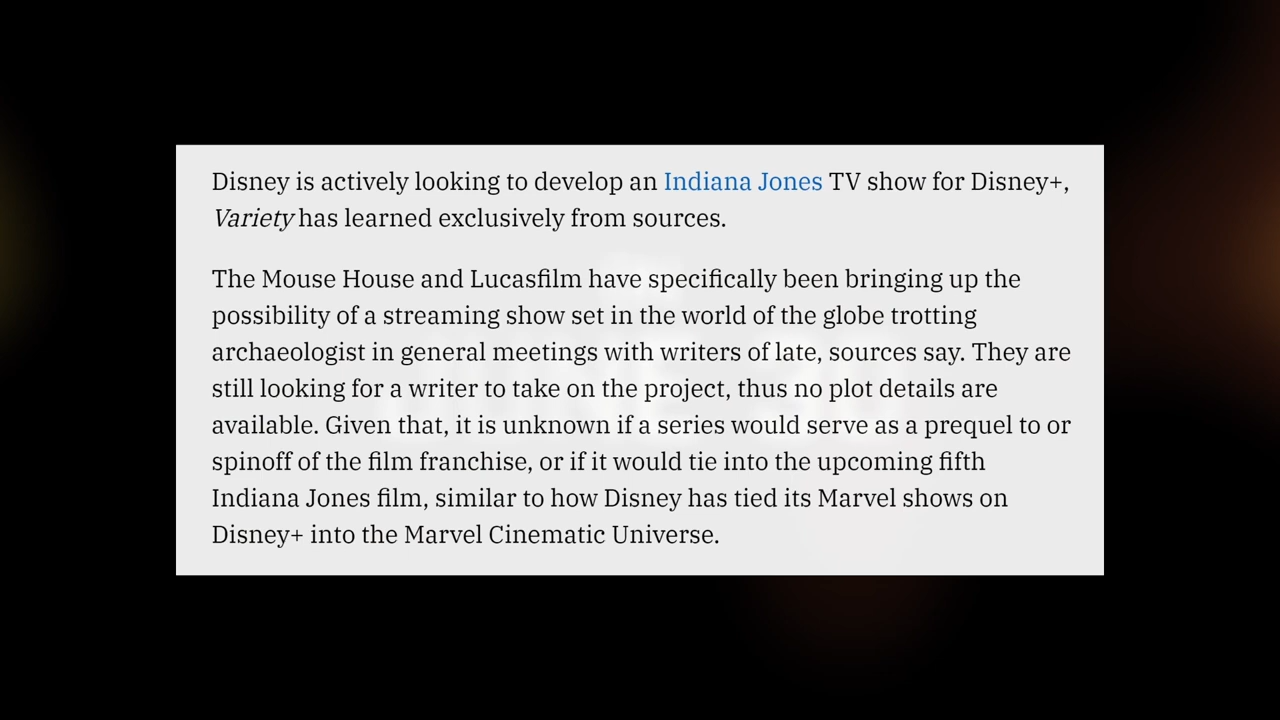 Disney is actively looking to develop an Indiana Jones TV show for Disney+,
Variety has learned exclusively from sources.
The Mouse House and Lucasfilm have specifically been bringing up the
possibility of a streaming show set in the world of the globe trotting
archaeologist in general meetings with writers of late, sources say. They are
still looking for a writer to take on the project, thus no plot details are
available. Given that, it is unknown if a series would serve as a prequel to or
spinoff of the film franchise, or if it would tie into the upcoming fifth
Indiana Jones film, similar to how Disney has tied its Marvel shows on
Disney+ into the Marvel Cinematic Universe.